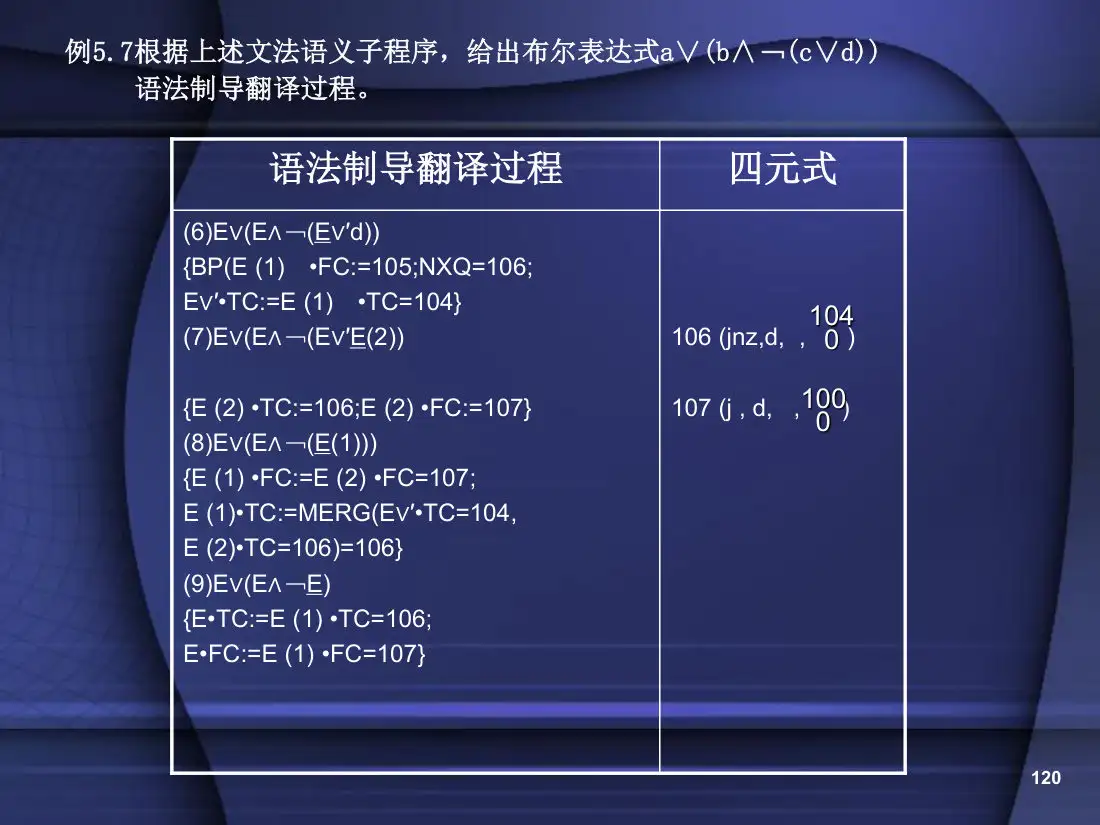 例5.7根据上述文法语义子程序，给出布尔表达式a∨(b∧￢(c∨d))
语法制导翻译过程。
语法制导翻译过程 四元式
(6)E∨(E∧￢(E∨′d))
{BP(E (1) •FC:=105;NXQ=106;
E∨′•TC:=E (1) •TC=104}
104
(7)E∨(E∧￢(E∨′E(2)) 106 (jnz,d, , 0 )
100
{E (2) •TC:=106;E (2) •FC:=107} 107 (j , d, , 0 )
(8)E∨(E∧￢(E(1)))
{E (1) •FC:=E (2) •FC=107;
E (1)•TC:=MERG(E∨′•TC=104,
E (2)•TC=106)=106}
(9)E∨(E∧￢E)
{E•TC:=E (1) •TC=106;
E•FC:=E (1) •FC=107}
120